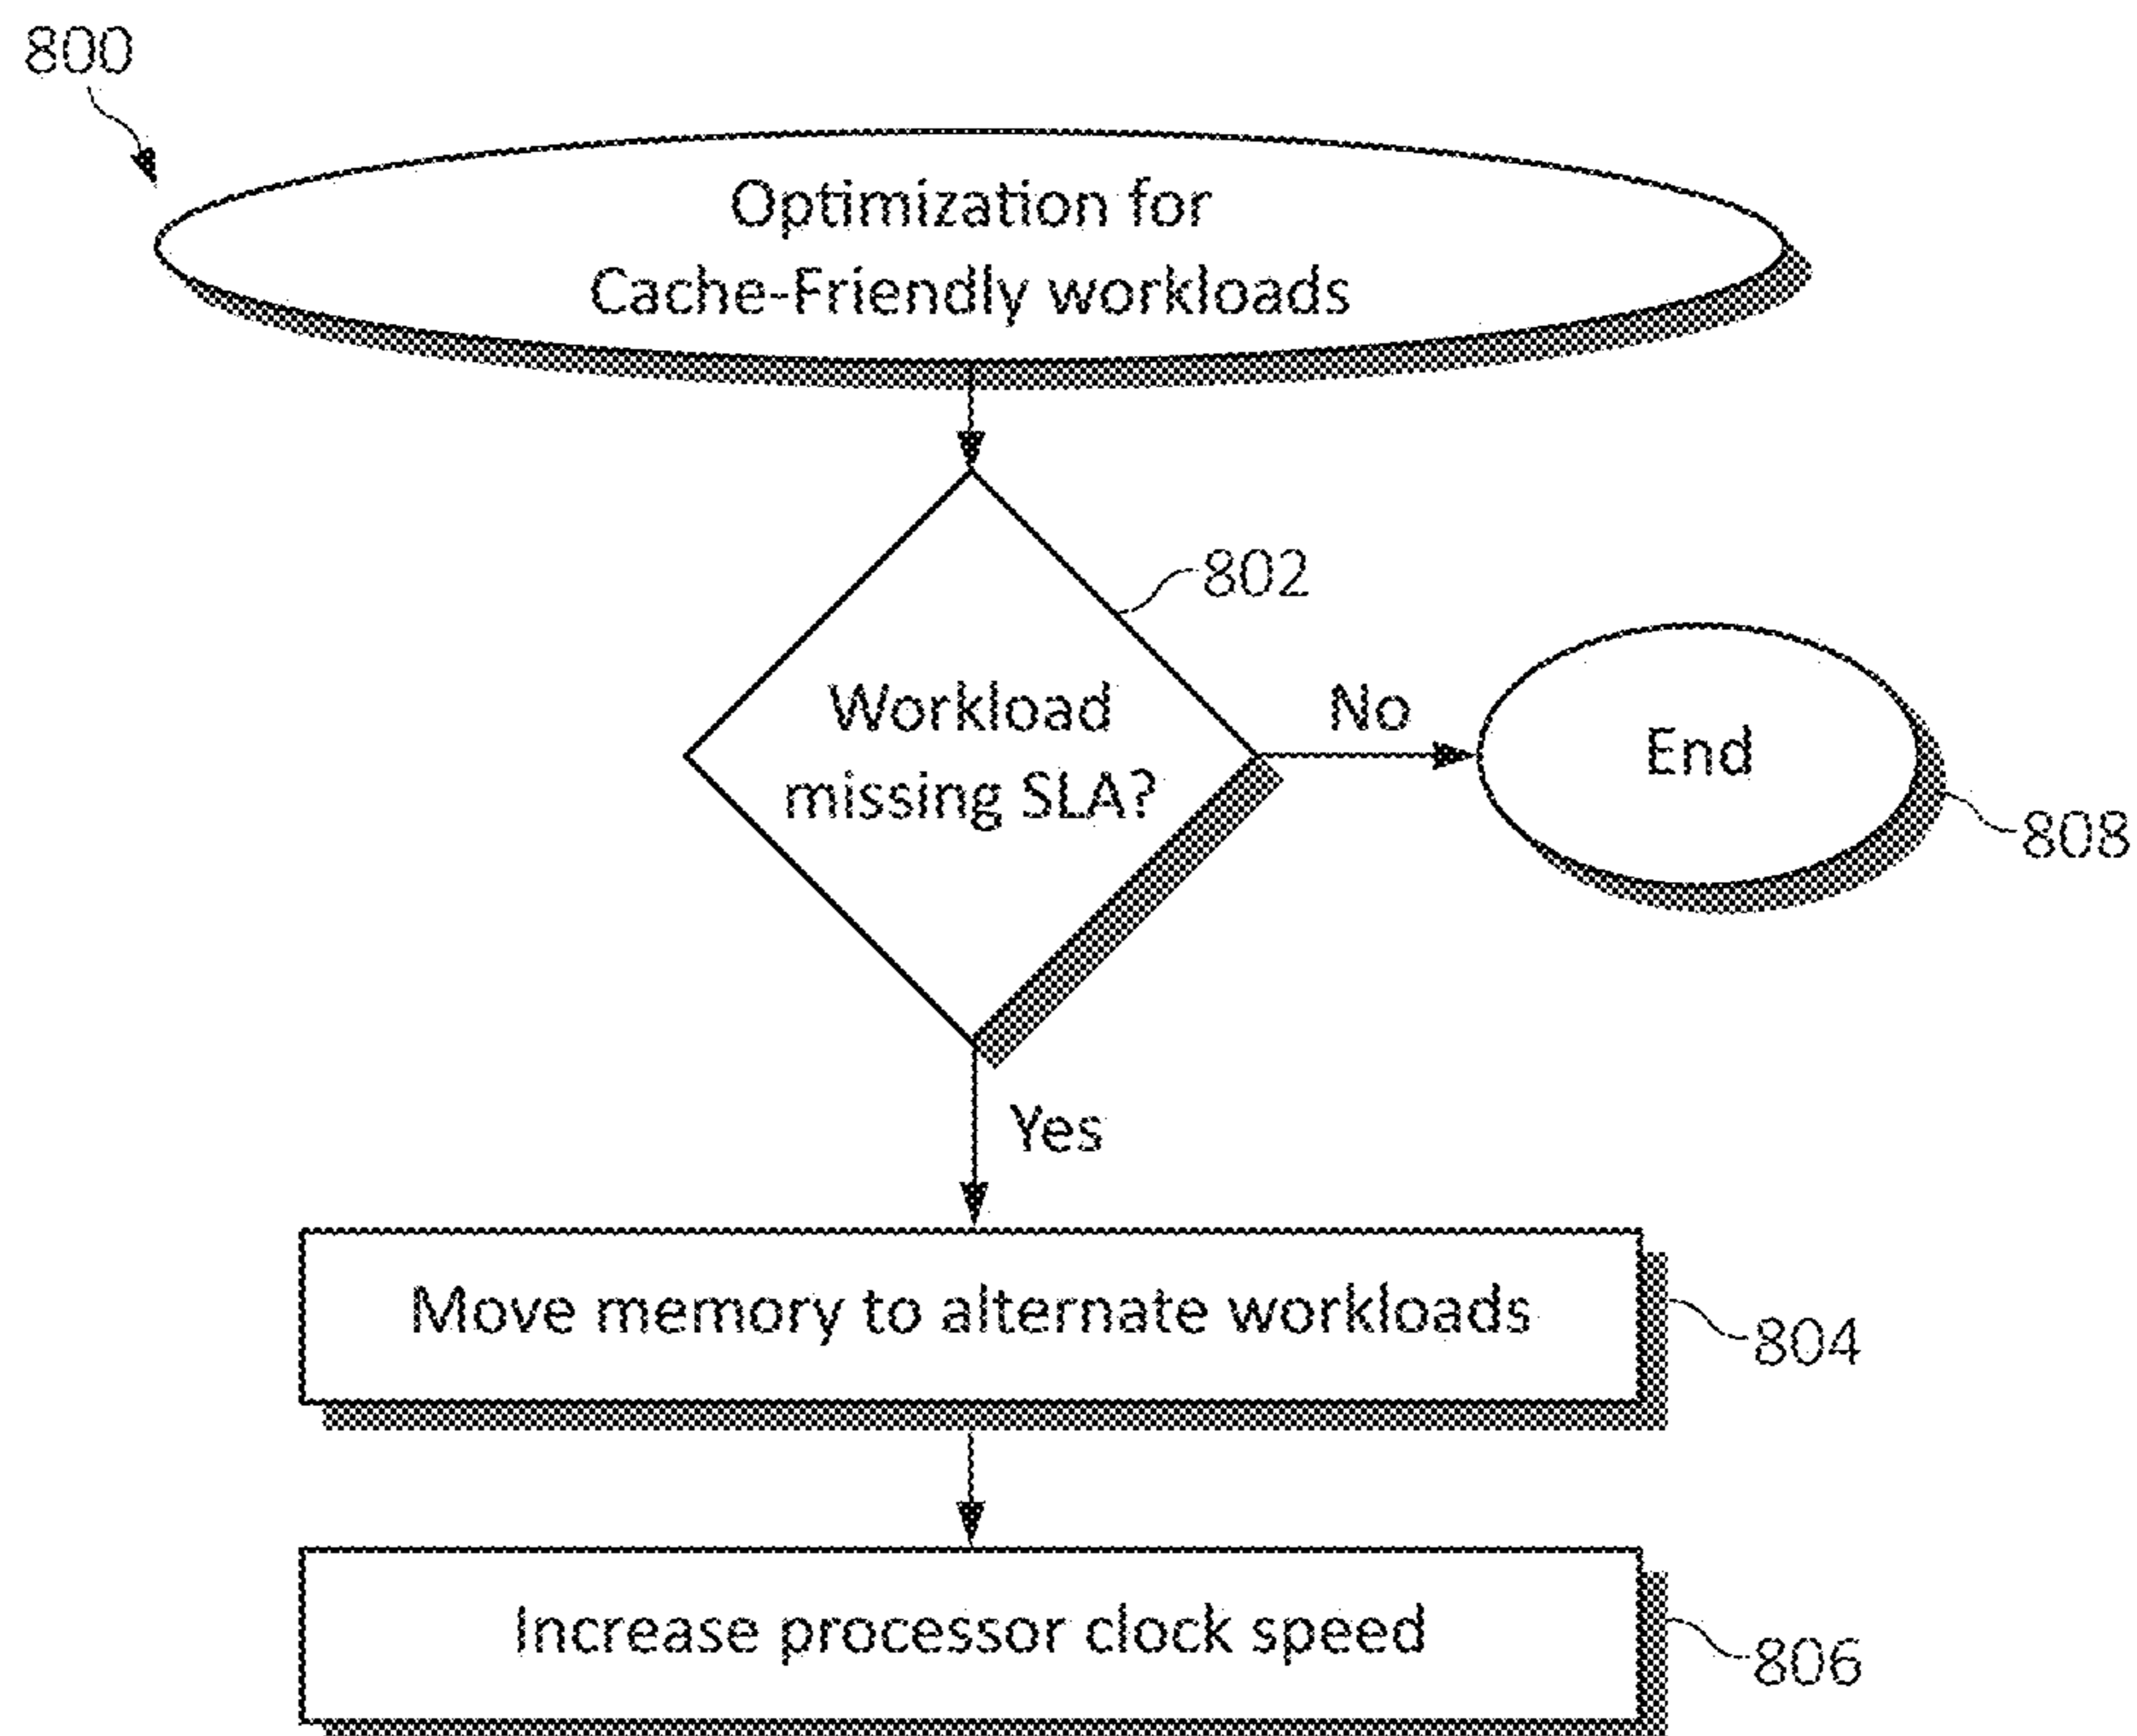 800
Optimization for
Cache-Friendly workloads
802
Workload
missing SLA?
No
End
808
Yes
Move memory to alternate workloads
804
Increase processor clock speed
806